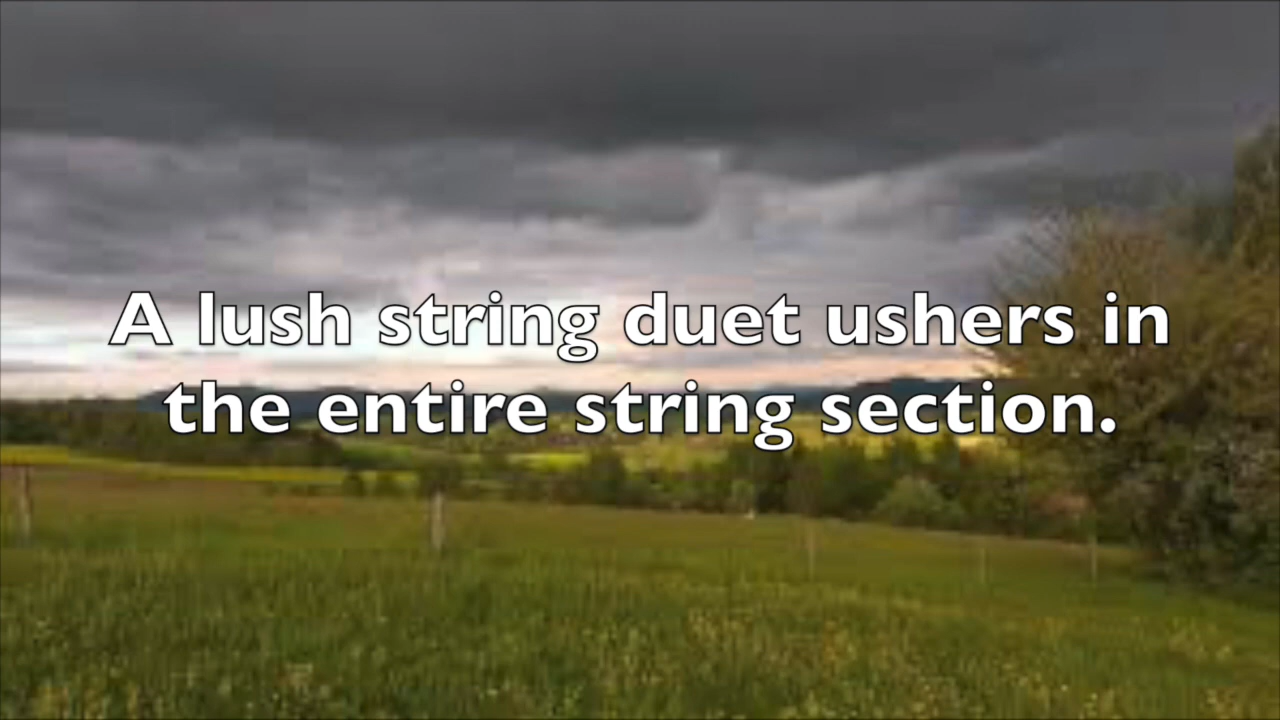 A lush string duet ushers in
the entire string section.